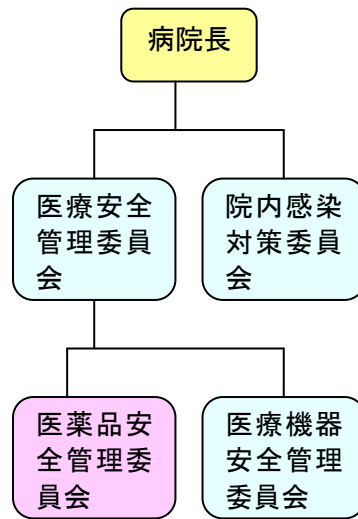 病院長
医療安全
管理委員
会
院内感染
対策委員
会
医薬品安
全管理委
員会
医療機器
安全管理
委員会